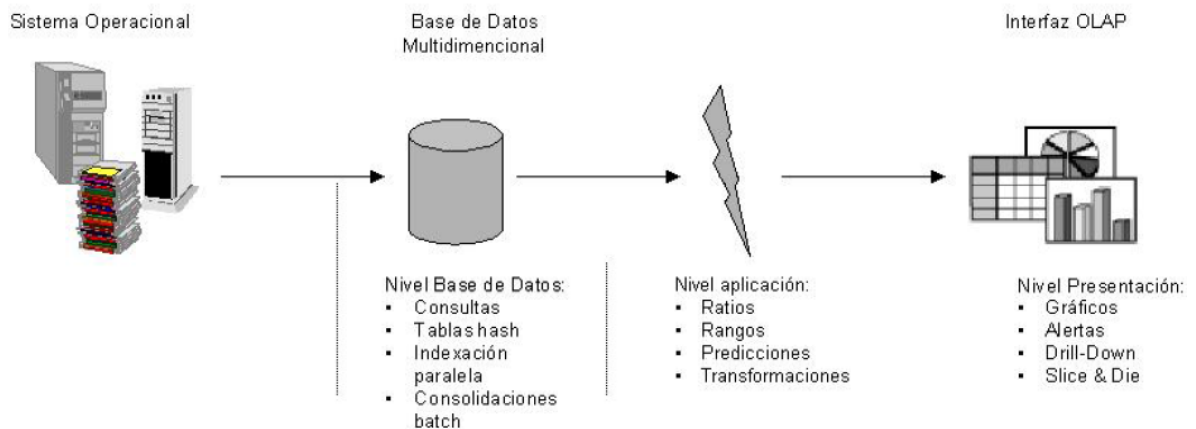 Sistema Operacional
Base de Datos
Multidimencional
Interfaz OLAP
Nivel Base de Datos:
▪ Consultas
▪ Tablas hash
▪ Indexación
paralela
▪ Consolidaciones
batch
Nivel aplicación:
▪ Ratios
▪ Rangos
▪ Predicciones
▪ Transformaciones
Nivel Presentación:
▪ Gráficos
▪ Alertas
▪ Drill-Down
▪ Slice & Die